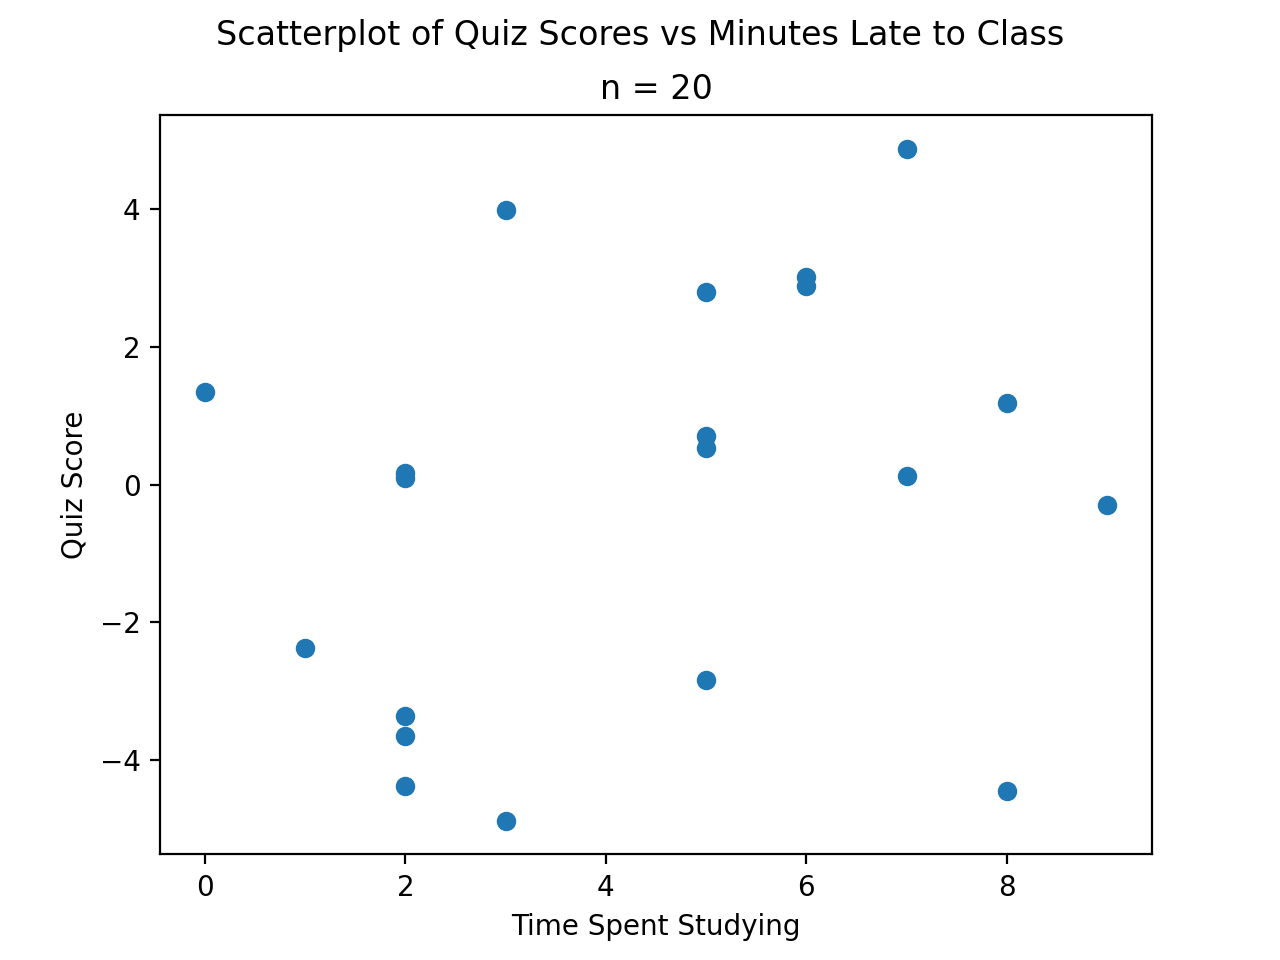 Scatterplot of Quiz Scores vs Minutes Late to Class
n = 20
4
2
0
−2
−4
Quiz Score
0 2 4 6 8
Time Spent Studying